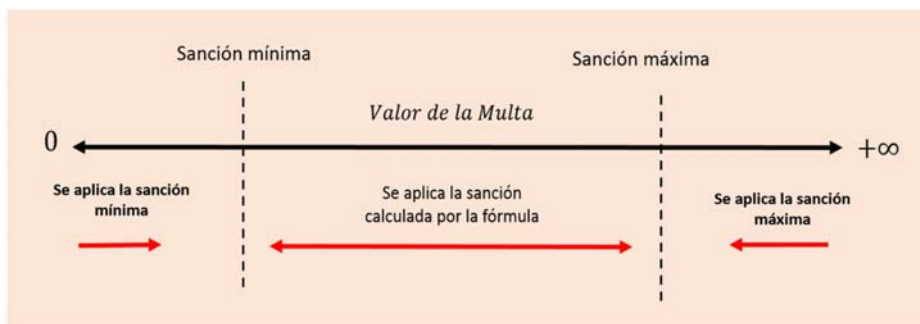 Sanción mínima
Sanción máxima
Valor de la Multa
0
+∞
Se aplica la sanción
mínima
Se aplica la sanción
calculada por la fórmula
Se aplica la sanción
máxima